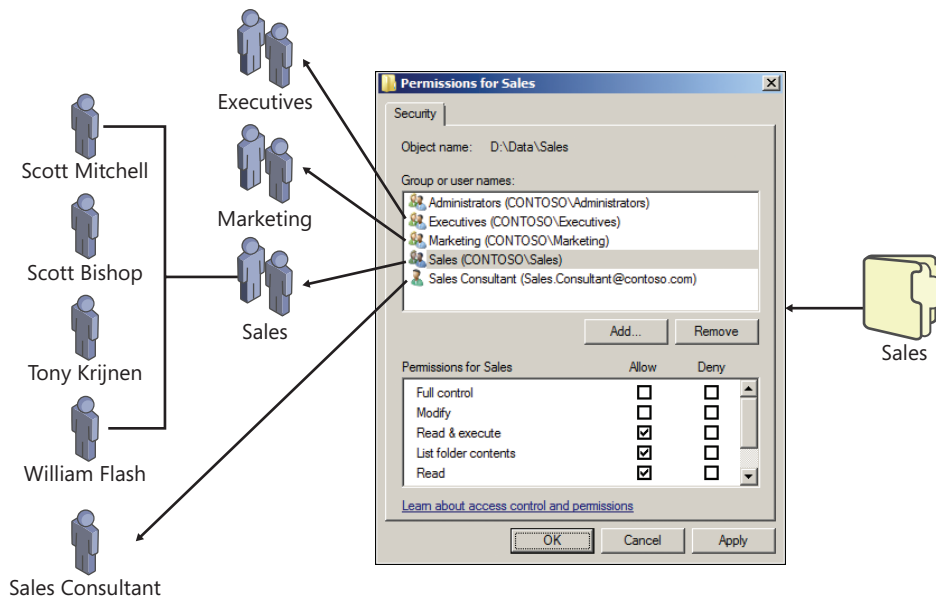 Executives
Scott Mitchell
Marketing
Scott Bishop
Sales
Tony Krijnen
William Flash
Sales Consultant
Permissions for Sales
Security
Object name: D:\Data\Sales
Group or user names:
Administrators (CONTOSO\Administrators)
Executives (CONTOSO\Executives)
Marketing (CONTOSO\Marketing)
Sales (CONTOSO\Sales)
Sales Consultant (Sales.Consultant@contoso.com)
Add... Remove
Permissions for Sales Allow Deny
Full control
Modify
Read & execute
List folder contents
Read
Learn about access control and permissions
OK Cancel Apply
Sales